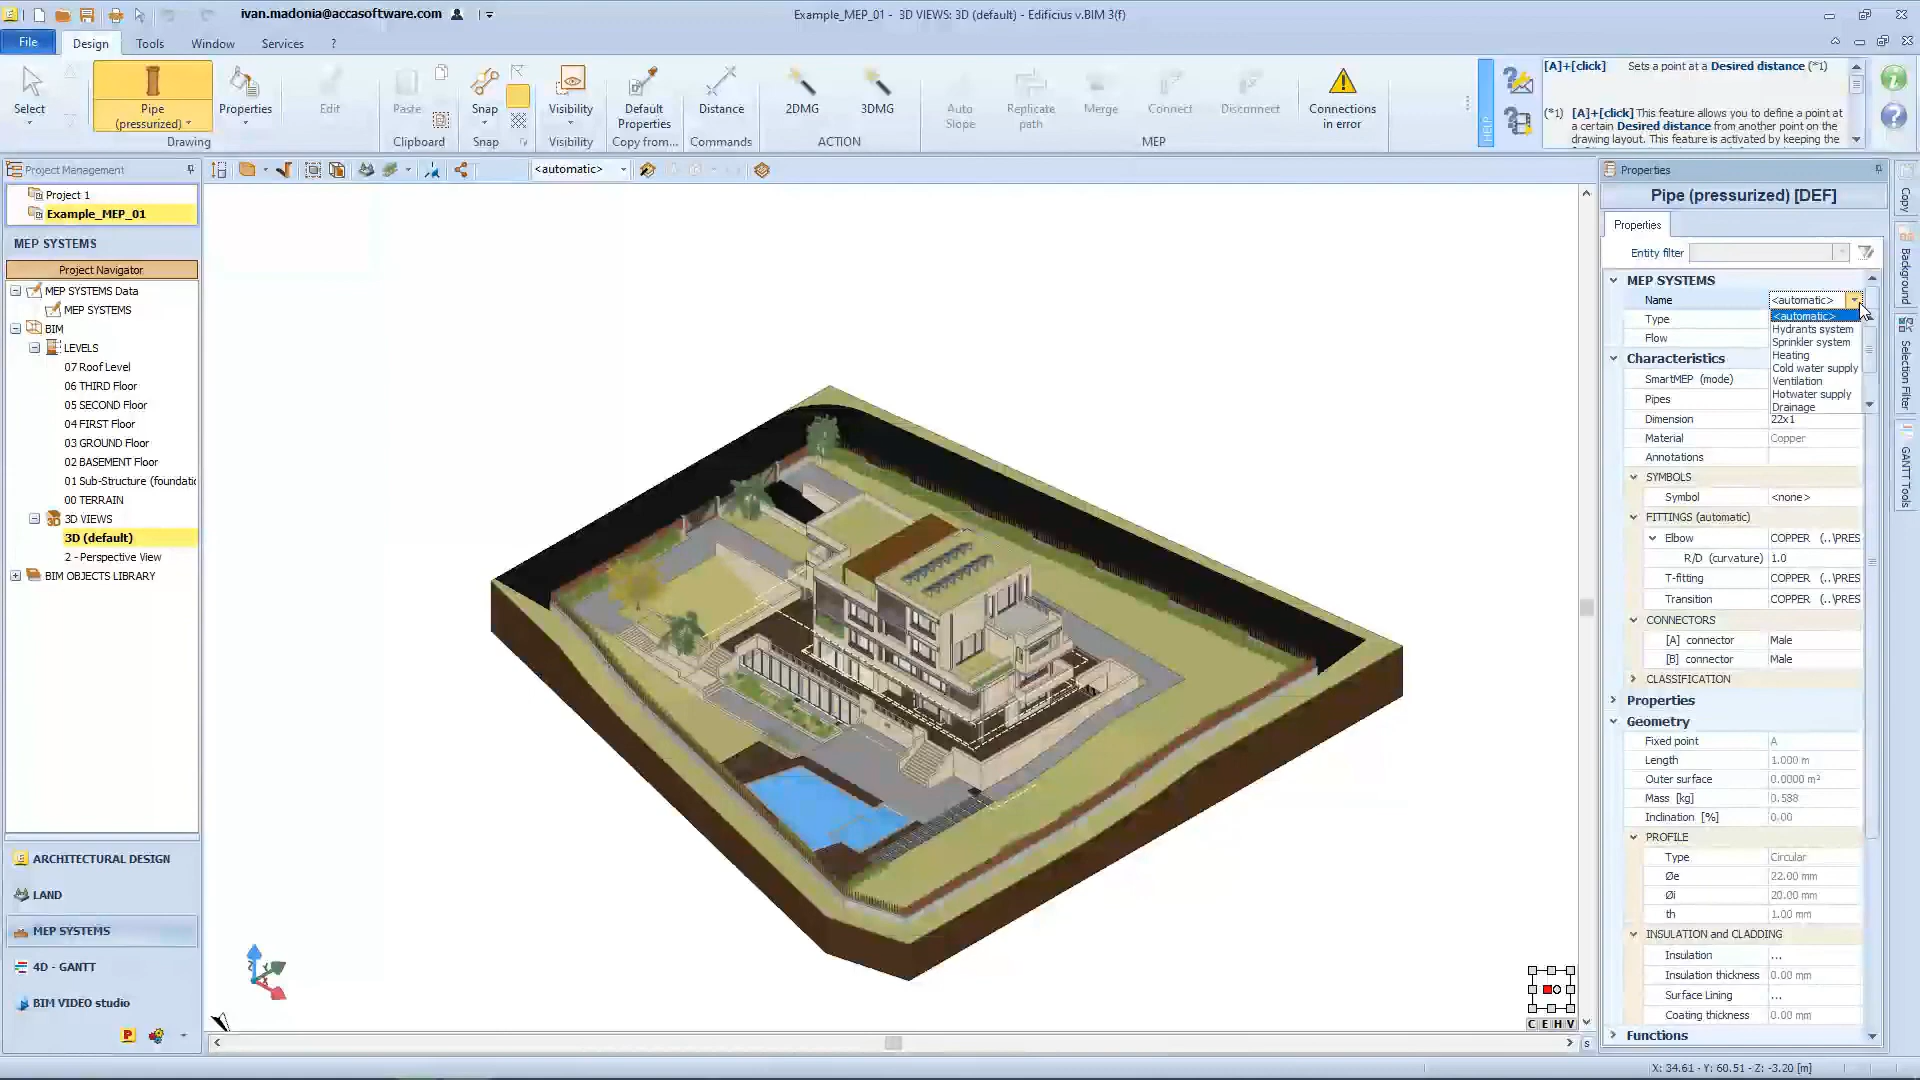 ivan.madonia@accasoftware.com
Example_MEP_01 - 3D VIEWS: 3D (default) - Edificius v.BIM 3(f)
File
Design
Tools
Window
Services
?
Select
Pipe
(pressurized)
Properties
Edit
Paste
Snap
Visibility
Default
Properties
Distance
2DMG
3DMG
Auto
Slope
Replicate
path
Merge
Connect
Disconnect
Connections
in error
Drawing
Clipboard
Snap
Visibility
Copy from...
Commands
ACTION
MEP
HELP
[A]+[click] Sets a point at a Desired distance (*1)
(*1) [A]+[click] This feature allows you to define a point at
a certain Desired distance from another point on the
drawing layout. This feature is activated by keeping the
Project Management
<automatic>
Project 1
Example_MEP_01
MEP SYSTEMS
Project Navigator
MEP SYSTEMS Data
MEP SYSTEMS
BIM
LEVELS
07 Roof Level
06 THIRD Floor
05 SECOND Floor
04 FIRST Floor
03 GROUND Floor
02 BASEMENT Floor
01 Sub-Structure (foundati
00 TERRAIN
3D VIEWS
3D (default)
2 - Perspective View
BIM OBJECTS LIBRARY
ARCHITECTURAL DESIGN
LAND
MEP SYSTEMS
4D - GANTT
BIM VIDEO studio
P
C E H V
S
Properties
Pipe (pressurized) [DEF]
Properties
Entity filter
MEP SYSTEMS
Name <automatic>
Type
Flow
<automatic>
Hydrants system
Sprinkler system
Heating
Cold water supply
Ventilation
Hotwater supply
Drainage
Characteristics
SmartMEP (mode)
Pipes
Dimension 22x1
Material Copper
Annotations
SYMBOLS
Symbol <none>
FITTINGS (automatic)
Elbow COPPER (..\PRES
R/D (curvature) 1.0
T-fitting COPPER (..\PRES
Transition COPPER (..\PRES
CONNECTORS
[A] connector Male
[B] connector Male
CLASSIFICATION
Properties
Geometry
Fixed point A
Length 1.000 m
Outer surface 0.0000 m²
Mass [kg] 0.588
Inclination [%] 0.00
PROFILE
Type Circular
Øe 22.00 mm
Øi 20.00 mm
th 1.00 mm
INSULATION and CLADDING
Insulation ...
Insulation thickness 0.00 mm
Surface Lining ...
Coating thickness 0.00 mm
Functions
Copy
Background
Selection Filter
GANTT Tools
X: 34.61 - Y: 60.51 - Z: -3.20 [m]